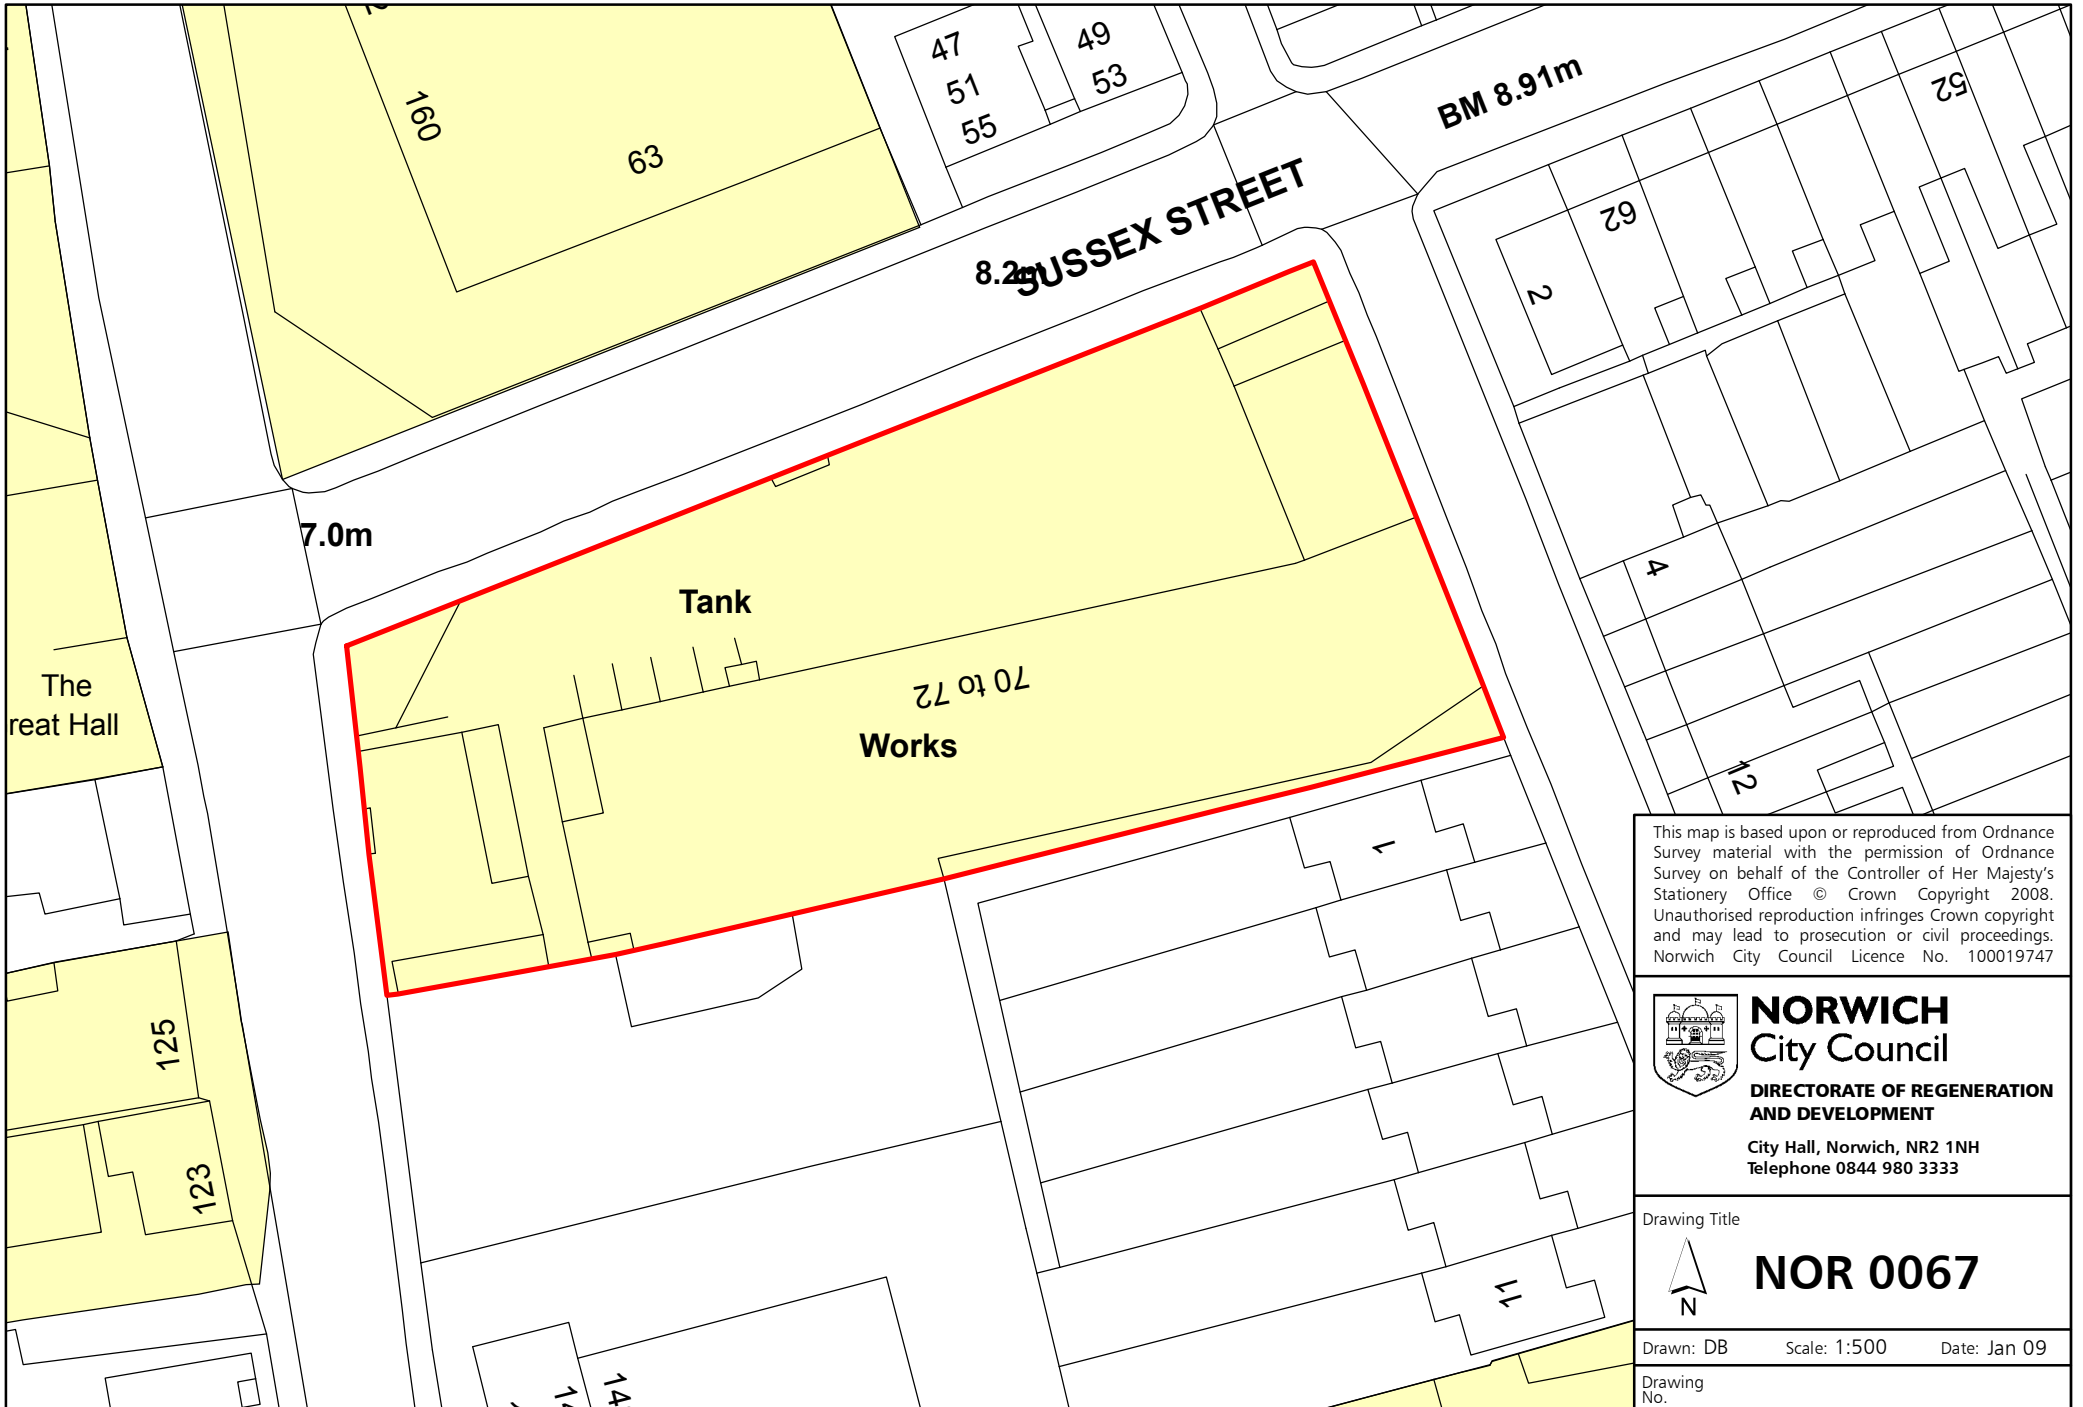 47
49
51
53
55
160
63
BM 8.91m
52
62
2
SUSSEX STREET
8.2m
7.0m
Tank
70 to 72
Works
The
reat Hall
4
12
1
11
125
123
14
This map is based upon or reproduced from Ordnance
Survey material with the permission of Ordnance
Survey on behalf of the Controller of Her Majesty's
Stationery Office © Crown Copyright 2008.
Unauthorised reproduction infringes Crown copyright
and may lead to prosecution or civil proceedings.
Norwich City Council Licence No. 100019747
NORWICH
City Council
DIRECTORATE OF REGENERATION
AND DEVELOPMENT
City Hall, Norwich, NR2 1NH
Telephone 0844 980 3333
Drawing Title
N
NOR 0067
Drawn: DB Scale: 1:500 Date: Jan 09
Drawing
No.